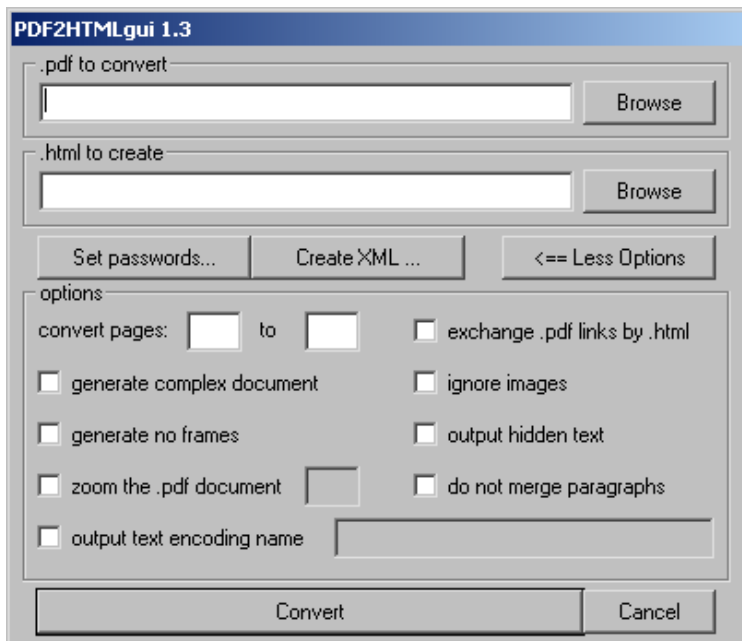 PDF2HTMLgui 1.3
.pdf to convert
Browse
.html to create
Browse
Set passwords... Create XML ... <== Less Options
options
convert pages: to exchange .pdf links by .html
generate complex document ignore images
generate no frames output hidden text
zoom the .pdf document do not merge paragraphs
output text encoding name
Convert Cancel